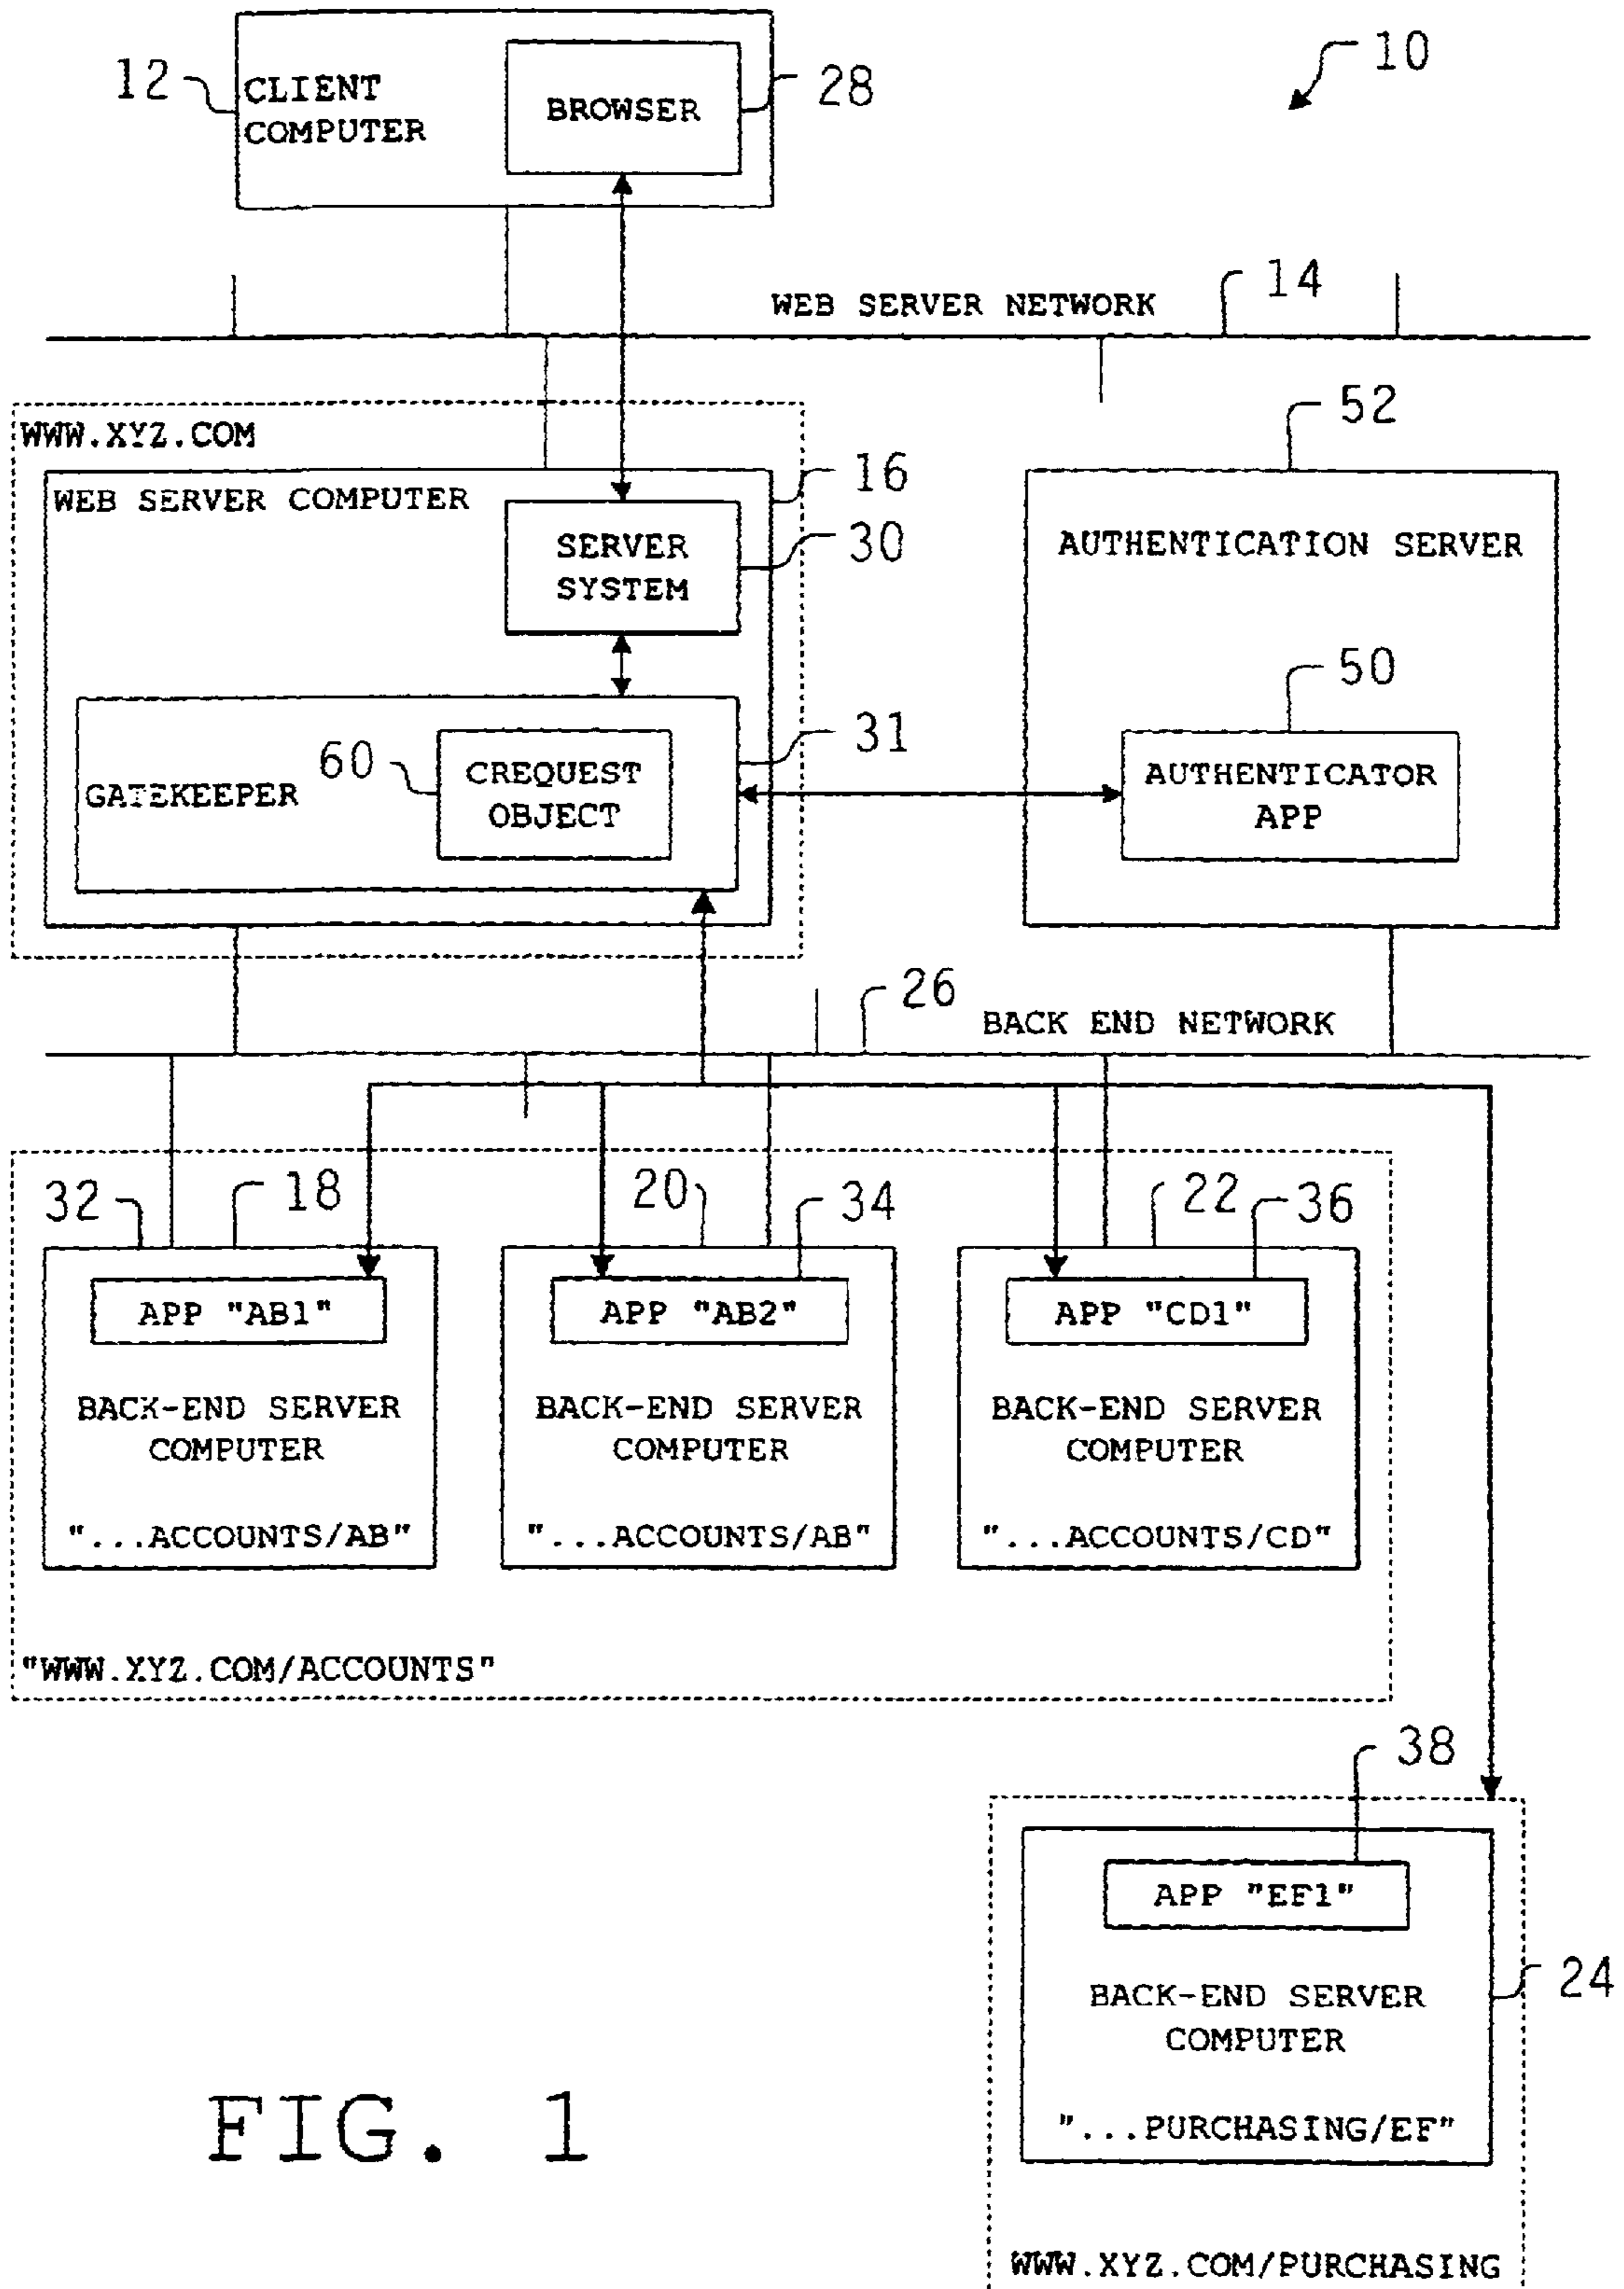 10
12
CLIENT
COMPUTER
BROWSER
28
WEB SERVER NETWORK
14
WWW.XYZ.COM
52
WEB SERVER COMPUTER
16
SERVER
SYSTEM
30
AUTHENTICATION SERVER
50
31
60
GATEKEEPER
CREQUEST
OBJECT
AUTHENTICATOR
APP
26
BACK END NETWORK
32
18
20
34
22
36
APP "AB1"
APP "AB2"
APP "CD1"
BACK-END SERVER
COMPUTER
BACK-END SERVER
COMPUTER
BACK-END SERVER
COMPUTER
"...ACCOUNTS/AB"
"...ACCOUNTS/AB"
"...ACCOUNTS/CD"
"WWW.XYZ.COM/ACCOUNTS"
38
APP "EF1"
24
BACK-END SERVER
COMPUTER
"...PURCHASING/EF"
WWW.XYZ.COM/PURCHASING
FIG. 1